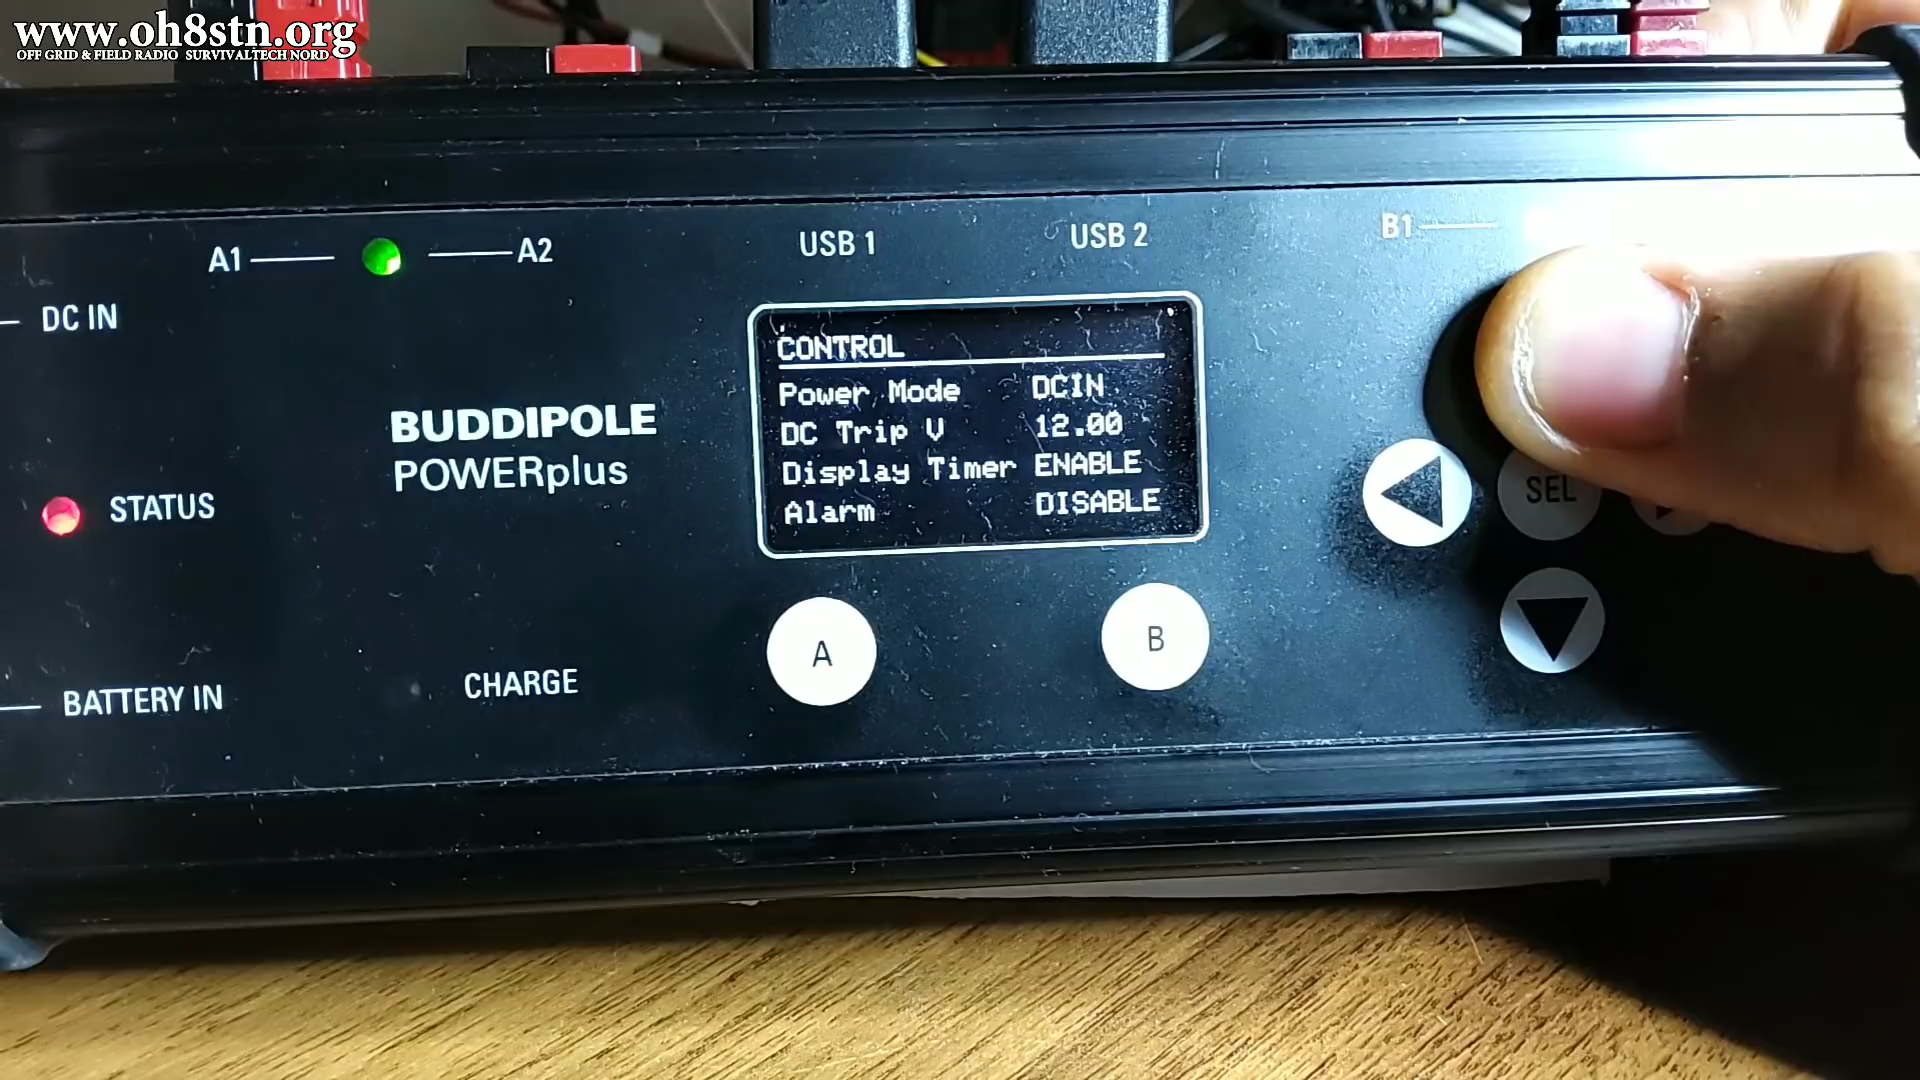 www.oh8stn.org
OFF GRID & FIELD RADIO SURVIVALTECH NORD
A1
A2
USB 1
USB 2
B1
DC IN
CONTROL
Power Mode DCIN
DC Trip V 12.00
Display Timer ENABLE
Alarm DISABLE
BUDDIPOLE
POWERplus
STATUS
SEL
BATTERY IN
CHARGE
A
B